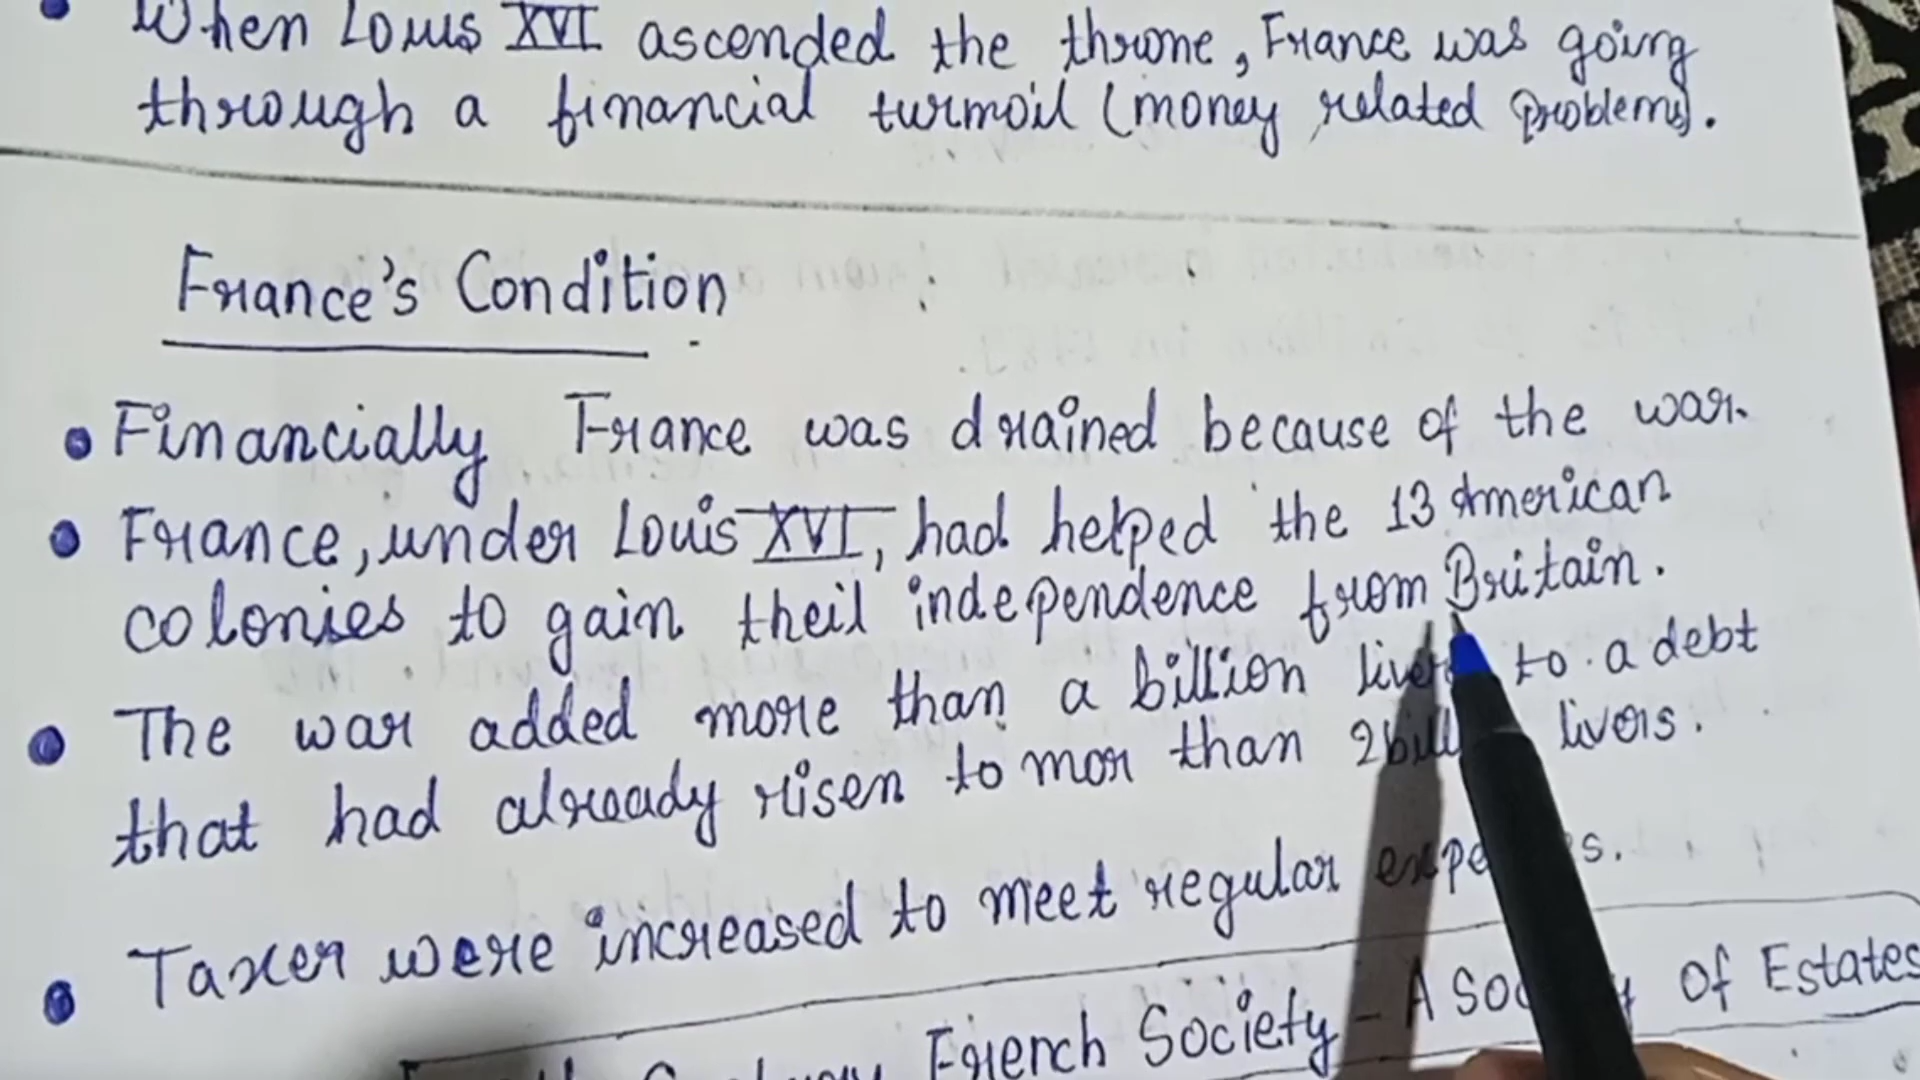 When Louis XVI ascended the throne, France was going
through a financial turmoil (money related problems).
France's Condition
Financially France was drained because of the war.
France, under Louis XVI, had helped the 13 American
colonies to gain their independence from Britain.
The war added more than a billion to a debt
that had already risen to mor than 2 livers.
Taxer were increased to meet regular
French Society - A of Estates